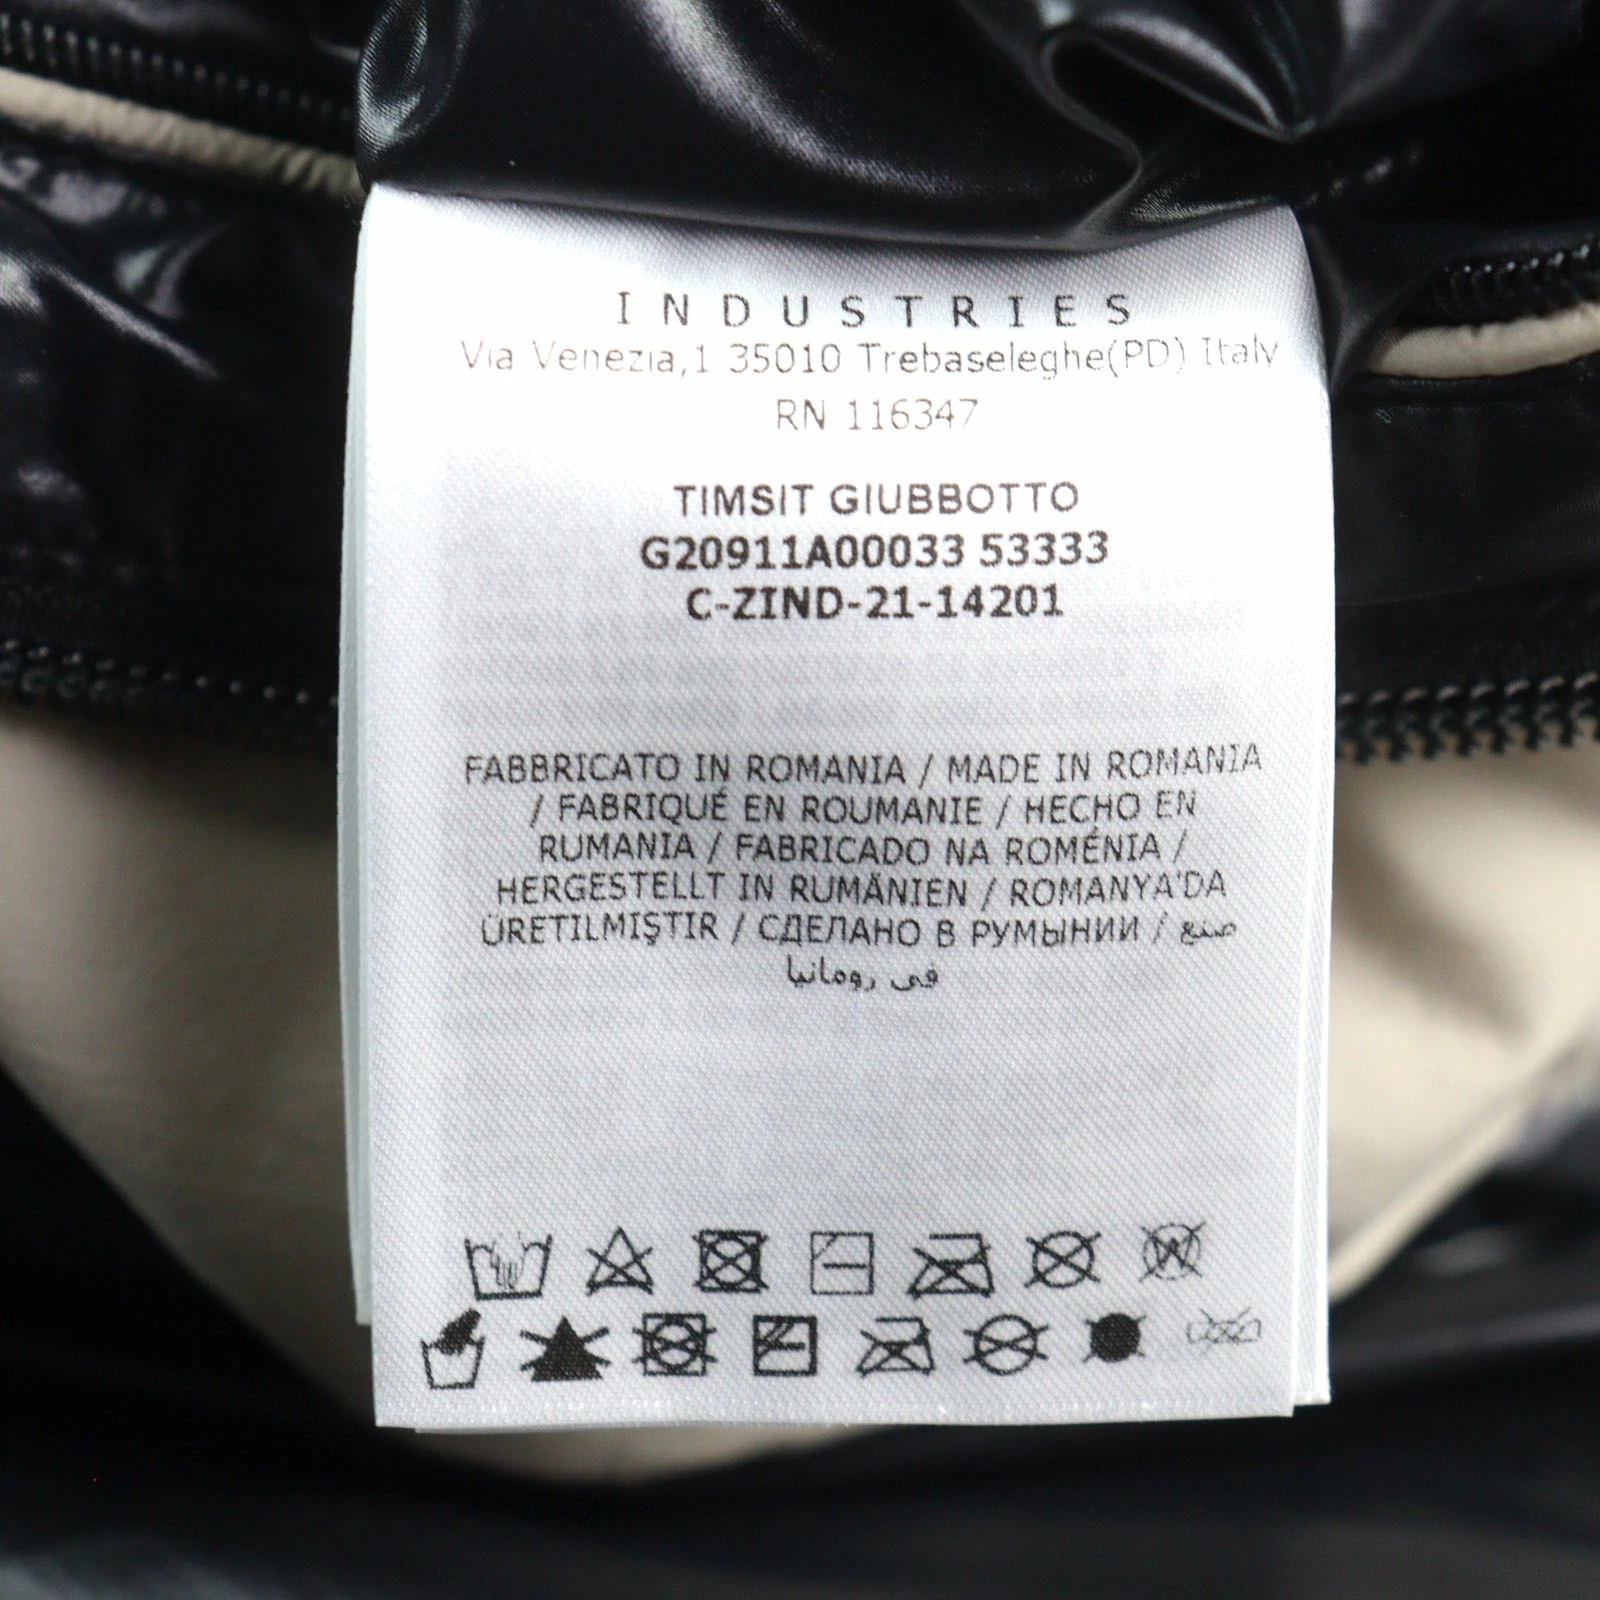 INDUSTRIES
Via Venezia,1 35010 Trebaseleghe(PD) Italy
RN 116347
TIMSIT GIUBBOTTO
G20911A00033 53333
C-ZIND-21-14201
FABBRICATO IN ROMANIA / MADE IN ROMANIA
/ FABRIQUÉ EN ROUMANIE / HECHO EN
RUMANIA / FABRICADO NA ROMÉNIA /
HERGESTELLT IN RUMÄNIEN / ROMANYA'DA
ÜRETILMIŞTIR / СДЕЛАНО В РУМЫНИИ / صنع
في رومانيا
W